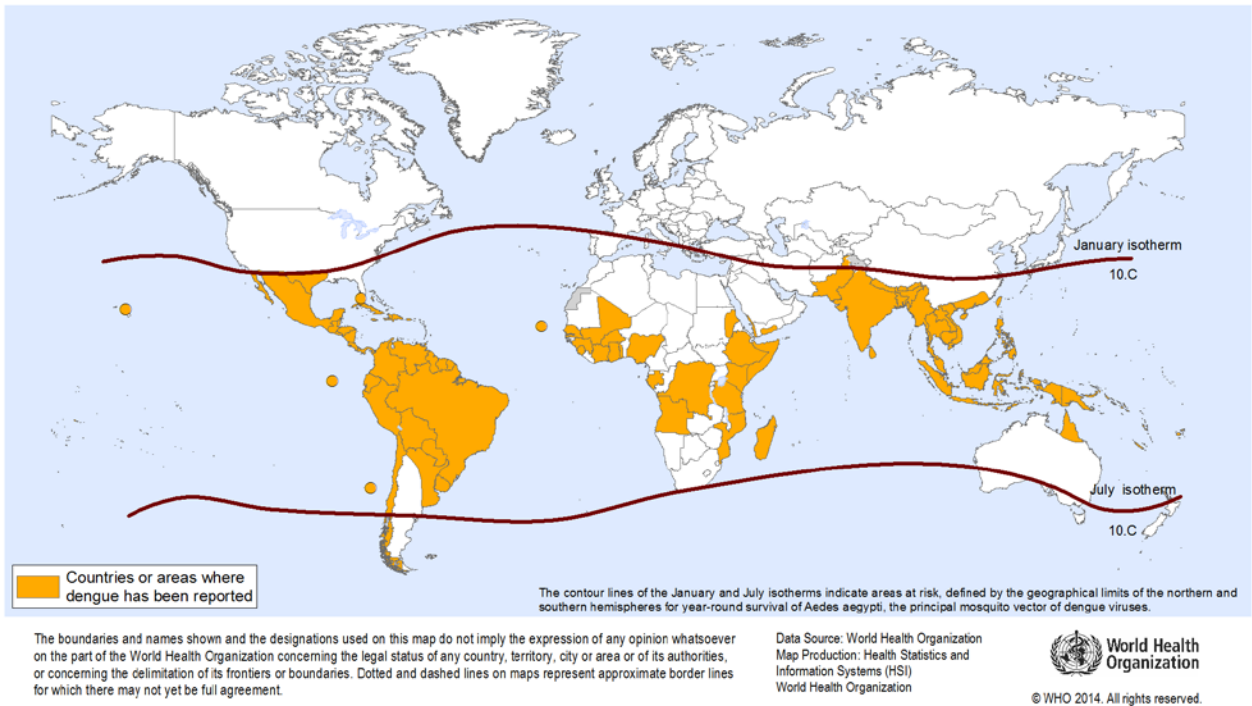 January isotherm
10.C
July isotherm
10.C
Countries or areas where
dengue has been reported
The contour lines of the January and July isotherms indicate areas at risk, defined by the geographical limits of the northern and
southern hemispheres for year-round survival of Aedes aegypti, the principal mosquito vector of dengue viruses.
The boundaries and names shown and the designations used on this map do not imply the expression of any opinion whatsoever
on the part of the World Health Organization concerning the legal status of any country, territory, city or area or of its authorities,
or concerning the delimitation of its frontiers or boundaries. Dotted and dashed lines on maps represent approximate border lines
for which there may not yet be full agreement.
Data Source: World Health Organization
Map Production: Health Statistics and
Information Systems (HSI)
World Health Organization
World Health
Organization
© WHO 2014. All rights reserved.